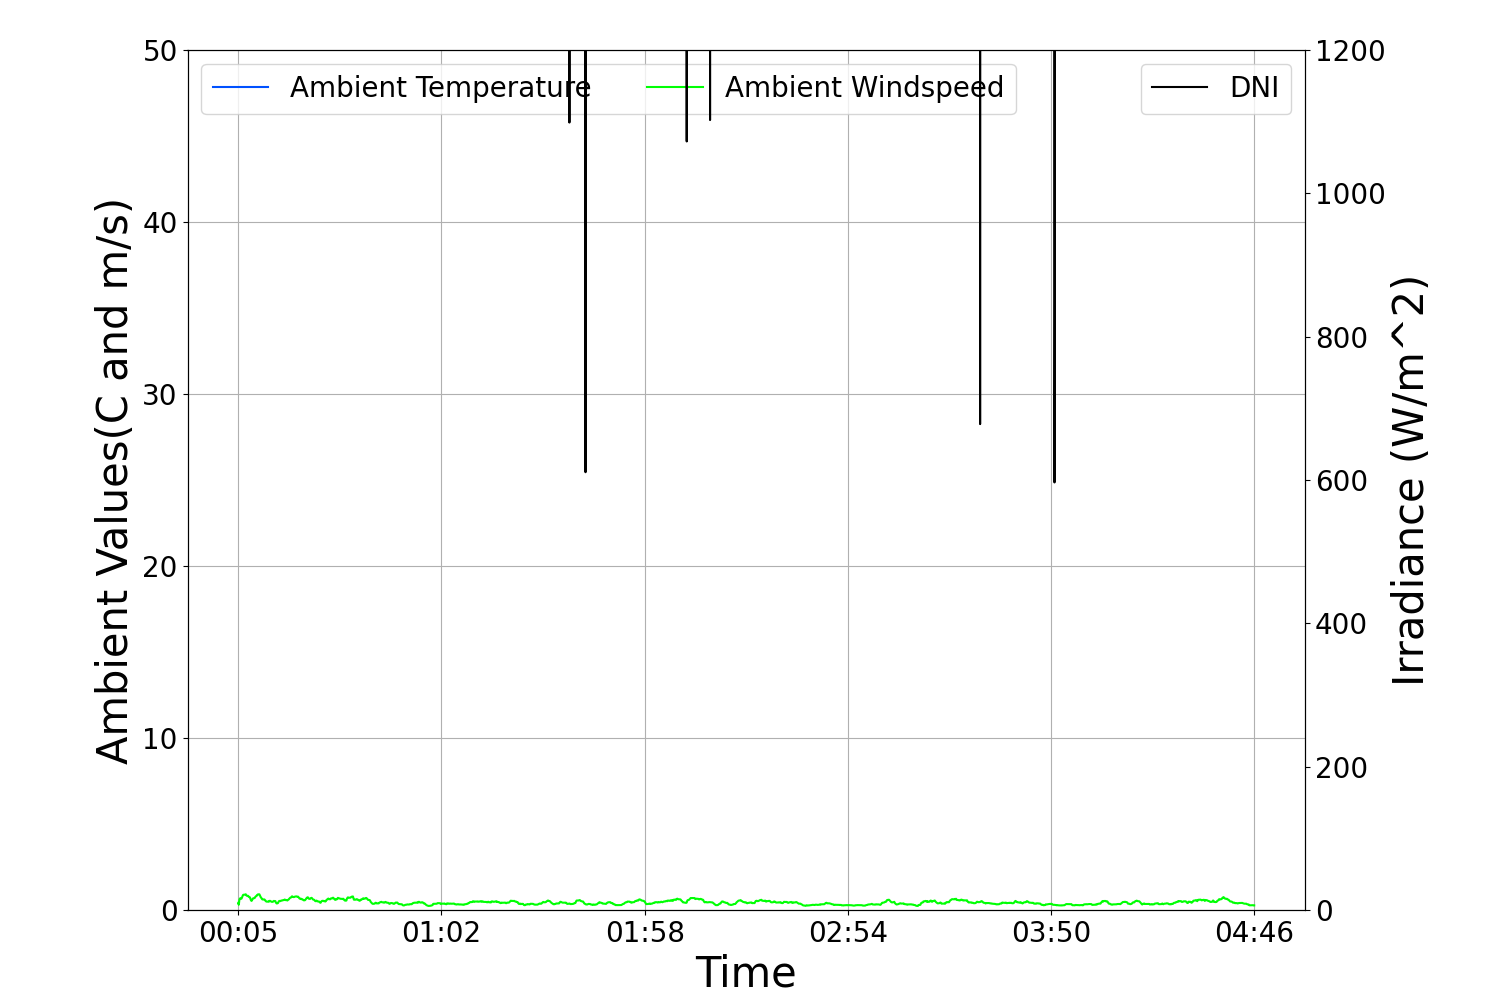 50 1200
Ambient Temperature Ambient Windspeed DNI
1000
40
800
30
600
20
400
10
200
0 0
00:05 01:02 01:58 02:54 03:50 04:46
Time
Ambient Values(C and m/s)
Irradiance (W/m^2)